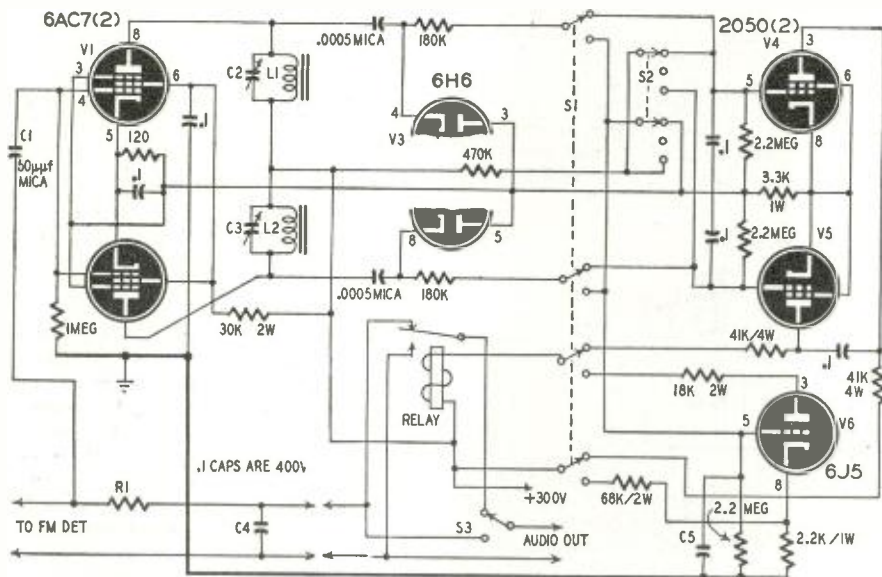 6AC7(2)
2050(2)
8
.0005 MICA
180K
3
V1
V4
3
4
6
C2
L1
6H6
S1
S2
5
6
4
3
V3
C1
50μμf
MICA
5
120
.1
.1
470K
.1
2.2MEG
8
3.3K
1W
C3
L2
.1
2.2MEG
V5
8
5
.0005MICA
180K
1MEG
30K 2W
41K/4W
.1
41K
4W
18K 2W
3
RELAY
5
V6
6J5
8
.1 CAPS ARE 400V
R1
+300V
68K/2W
2.2
MEG
TO FM DET
C4
S3
AUDIO OUT
C5
2.2K/1W